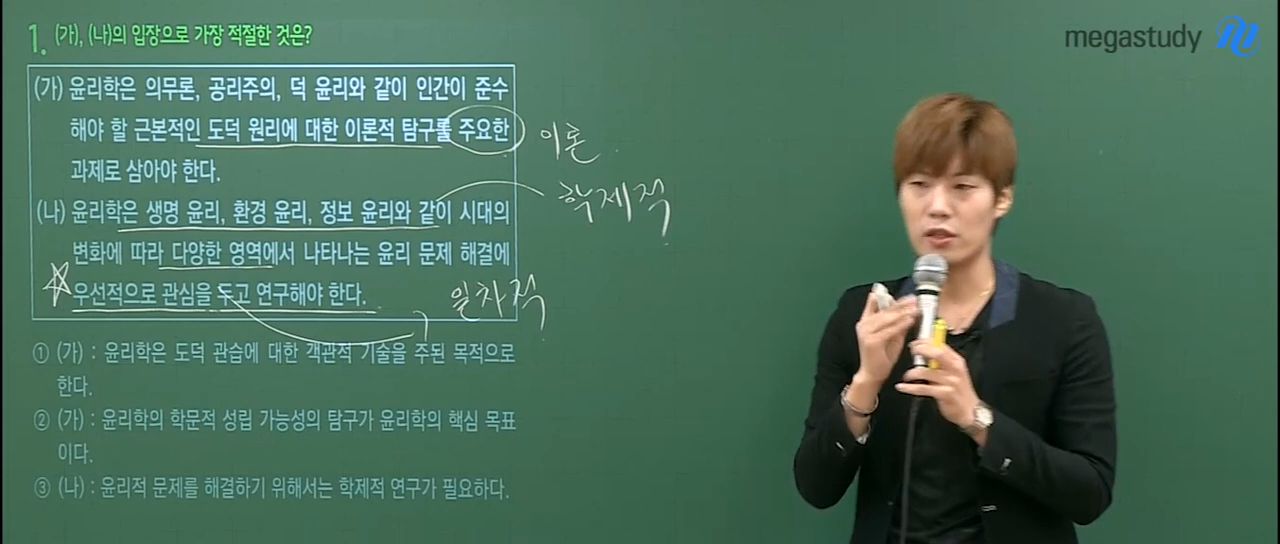 1. (가), (나)의 입장으로 가장 적절한 것은?
megastudy
(가) 윤리학은 의무론, 공리주의, 덕 윤리와 같이 인간이 준수
해야 할 근본적인 도덕 원리에 대한 이론적 탐구를 주요한
이론
과제로 삼아야 한다.
학제적
(나) 윤리학은 생명 윤리, 환경 윤리, 정보 윤리와 같이 시대의
변화에 따라 다양한 영역에서 나타나는 윤리 문제 해결에
우선적으로 관심을 두고 연구해야 한다.
일차적
① (가) : 윤리학은 도덕 관습에 대한 객관적 기술을 주된 목적으로
한다.
② (가) : 윤리학의 학문적 성립 가능성의 탐구가 윤리학의 핵심 목표
이다.
③ (나) : 윤리적 문제를 해결하기 위해서는 학제적 연구가 필요하다.